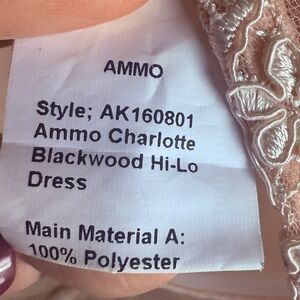 AMMO
Style; AK160801
Ammo Charlotte
Blackwood Hi-Lo
Dress
Main Material A:
100% Polyester